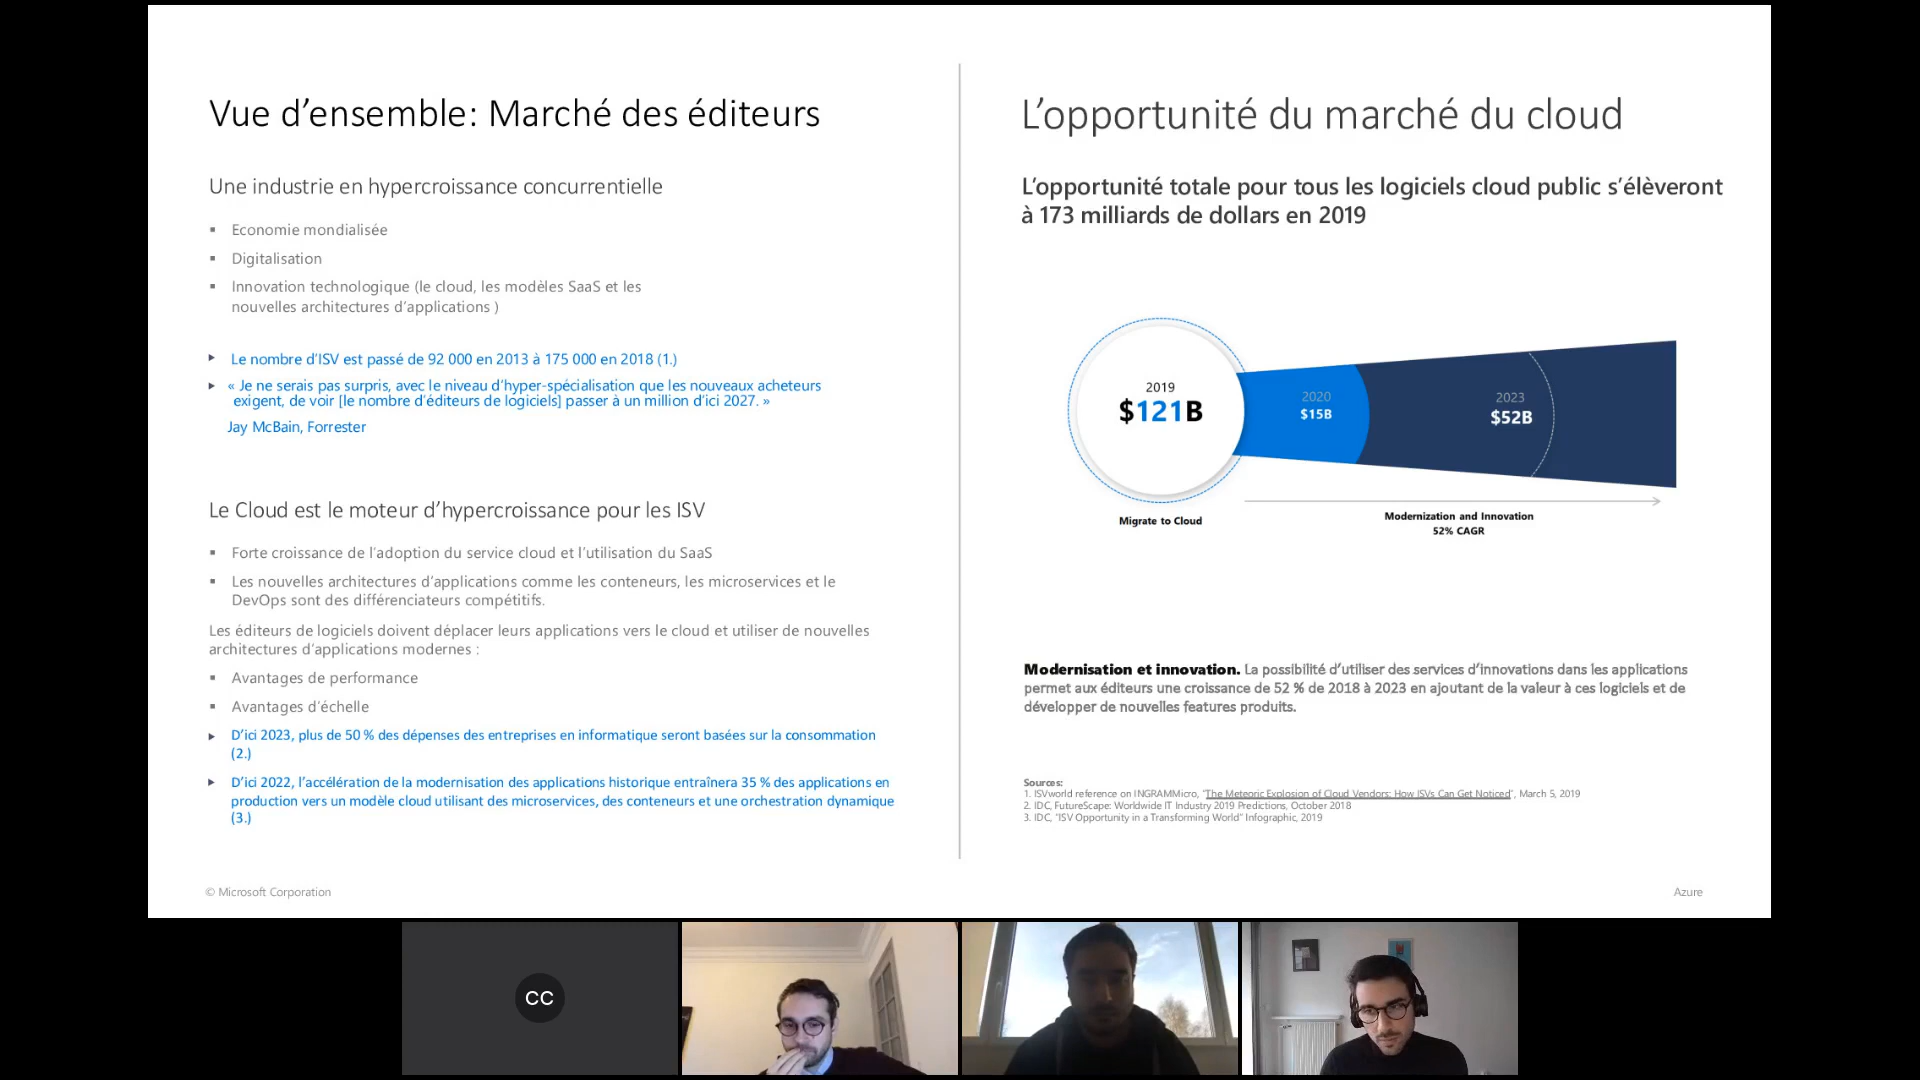 Vue d’ensemble: Marché des éditeurs
Une industrie en hypercroissance concurrentielle
▪ Economie mondialisée
▪ Digitalisation
▪ Innovation technologique (le cloud, les modèles SaaS et les
nouvelles architectures d’applications )
Le nombre d’ISV est passé de 92 000 en 2013 à 175 000 en 2018 (1.)
« Je ne serais pas surpris, avec le niveau d’hyper-spécialisation que les nouveaux acheteurs
exigent, de voir [le nombre d’éditeurs de logiciels] passer à un million d’ici 2027. »
Jay McBain, Forrester
Le Cloud est le moteur d’hypercroissance pour les ISV
▪ Forte croissance de l’adoption du service cloud et l’utilisation du SaaS
▪ Les nouvelles architectures d’applications comme les conteneurs, les microservices et le
DevOps sont des différenciateurs compétitifs.
Les éditeurs de logiciels doivent déplacer leurs applications vers le cloud et utiliser de nouvelles
architectures d’applications modernes :
▪ Avantages de performance
▪ Avantages d’échelle
D’ici 2023, plus de 50 % des dépenses des entreprises en informatique seront basées sur la consommation
(2.)
D’ici 2022, l’accélération de la modernisation des applications historique entraînera 35 % des applications en
production vers un modèle cloud utilisant des microservices, des conteneurs et une orchestration dynamique
(3.)
© Microsoft Corporation
L’opportunité du marché du cloud
L’opportunité totale pour tous les logiciels cloud public s’élèveront
à 173 milliards de dollars en 2019
2019
$121B
2020
$15B
2023
$52B
Migrate to Cloud
Modernization and Innovation
52% CAGR
Modernisation et innovation. La possibilité d’utiliser des services d’innovations dans les applications
permet aux éditeurs une croissance de 52 % de 2018 à 2023 en ajoutant de la valeur à ces logiciels et de
développer de nouvelles features produits.
Sources:
1. ISVworld reference on INGRAMMicro, "The Meteoric Explosion of Cloud Vendors: How ISVs Can Get Noticed", March 5, 2019
2. IDC, FutureScape: Worldwide IT Industry 2019 Predictions, October 2018
3. IDC, "ISV Opportunity in a Transforming World" Infographic, 2019
Azure
CC